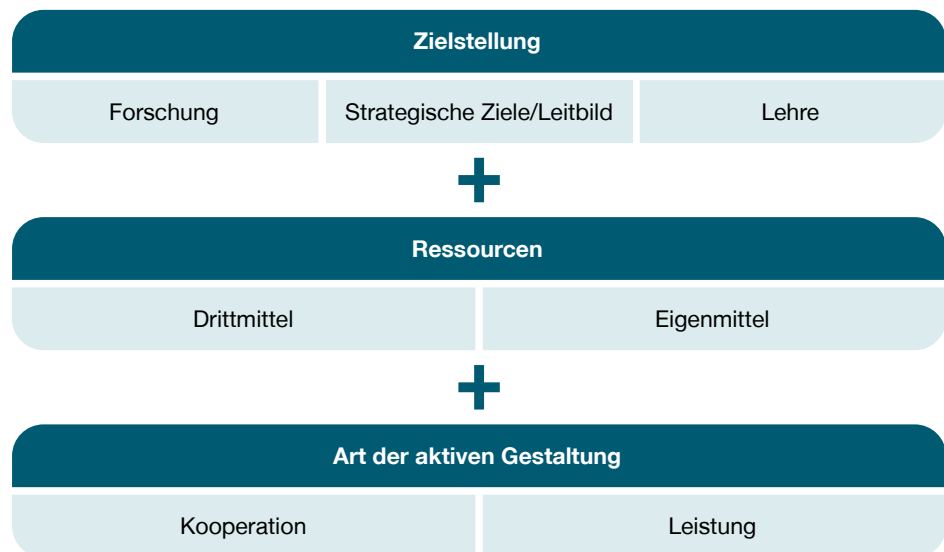 Zielstellung
Forschung
Strategische Ziele/Leitbild
Lehre
+
Ressourcen
Drittmittel
Eigenmittel
+
Art der aktiven Gestaltung
Kooperation
Leistung